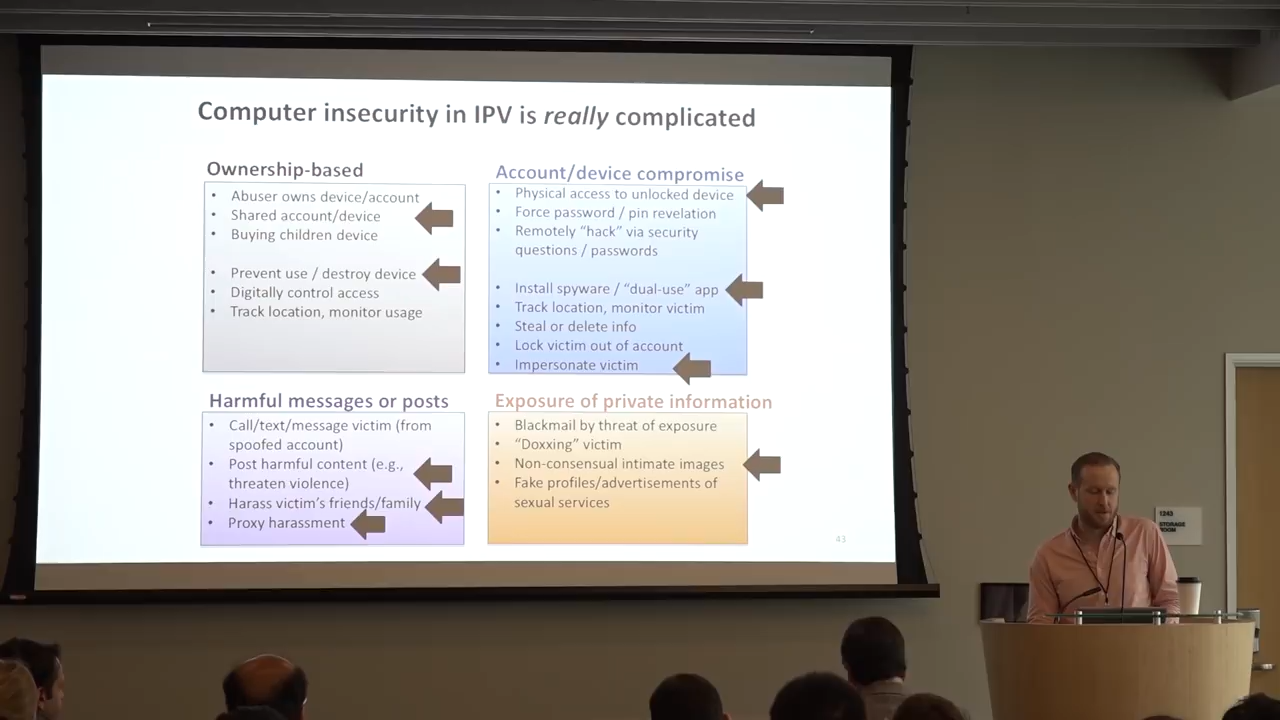 Computer insecurity in IPV is really complicated
Ownership-based
• Abuser owns device/account
• Shared account/device
• Buying children device
• Prevent use / destroy device
• Digitally control access
• Track location, monitor usage
Account/device compromise
• Physical access to unlocked device
• Force password / pin revelation
• Remotely “hack” via security
questions / passwords
• Install spyware / “dual-use” app
• Track location, monitor victim
• Steal or delete info
• Lock victim out of account
• Impersonate victim
Harmful messages or posts
• Call/text/message victim (from
spoofed account)
• Post harmful content (e.g.,
threaten violence)
• Harass victim’s friends/family
• Proxy harassment
Exposure of private information
• Blackmail by threat of exposure
• “Doxxing” victim
• Non-consensual intimate images
• Fake profiles/advertisements of
sexual services
43
1343
STORAGE
ROOM